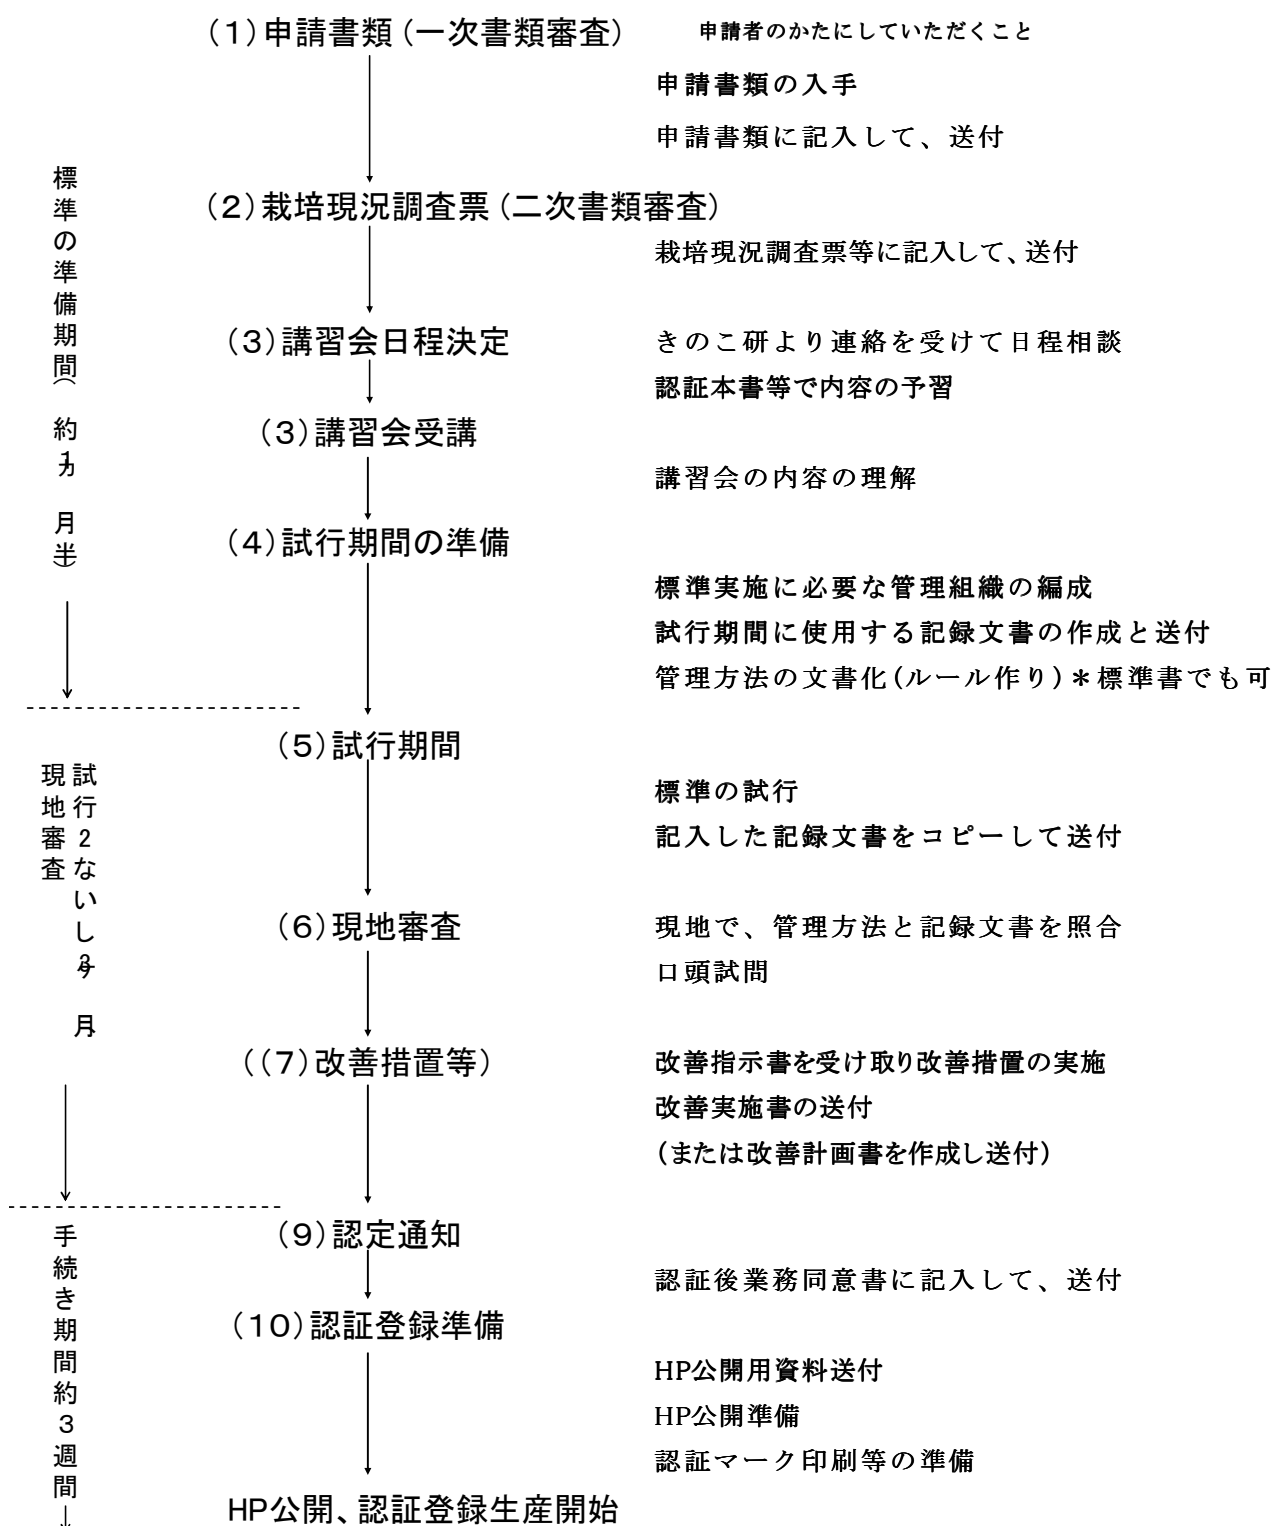 （1）申請書類（一次書類審査）
申請者のかたにしていただくこと
申請書類の入手
申請書類に記入して、送付
（2）栽培現況調査票（二次書類審査）
栽培現況調査票等に記入して、送付
（3）講習会日程決定
きのこ研より連絡を受けて日程相談
認証本書等で内容の予習
（3）講習会受講
講習会の内容の理解
（4）試行期間の準備
標準実施に必要な管理組織の編成
試行期間に使用する記録文書の作成と送付
管理方法の文書化（ルール作り）＊標準書でも可
標準の準備期間（約1カ月半）
（5）試行期間
標準の試行
記入した記録文書をコピーして送付
（6）現地審査
現地で、管理方法と記録文書を照合
口頭試問
（（7）改善措置等）
改善指示書を受け取り改善措置の実施
改善実施書の送付
（または改善計画書を作成し送付）
試行2ないし3ヶ月
現地審査
（9）認定通知
認証後業務同意書に記入して、送付
（10）認証登録準備
HP公開用資料送付
HP公開準備
認証マーク印刷等の準備
HP公開、認証登録生産開始
手続き期間約3週間